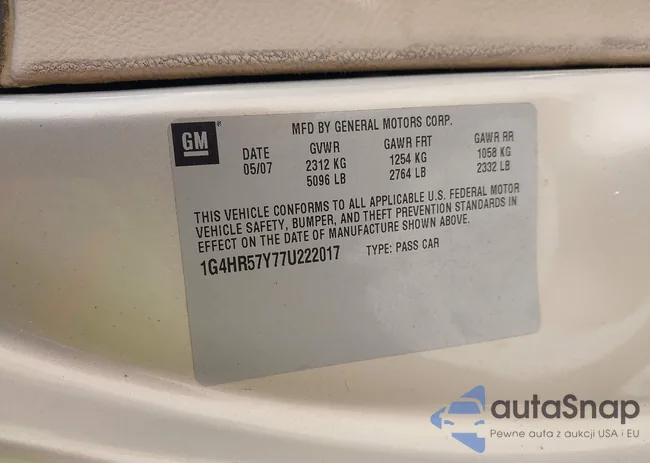 GM ®
MFD BY GENERAL MOTORS CORP.
DATE GVWR GAWR FRT GAWR RR
05/07 2312 KG 1254 KG 1058 KG
5096 LB 2764 LB 2332 LB
THIS VEHICLE CONFORMS TO ALL APPLICABLE U.S. FEDERAL MOTOR
VEHICLE SAFETY, BUMPER, AND THEFT PREVENTION STANDARDS IN
EFFECT ON THE DATE OF MANUFACTURE SHOWN ABOVE.
1G4HR57Y77U222017 TYPE: PASS CAR
autaSnap
Pewne auta z aukcji USA i EU